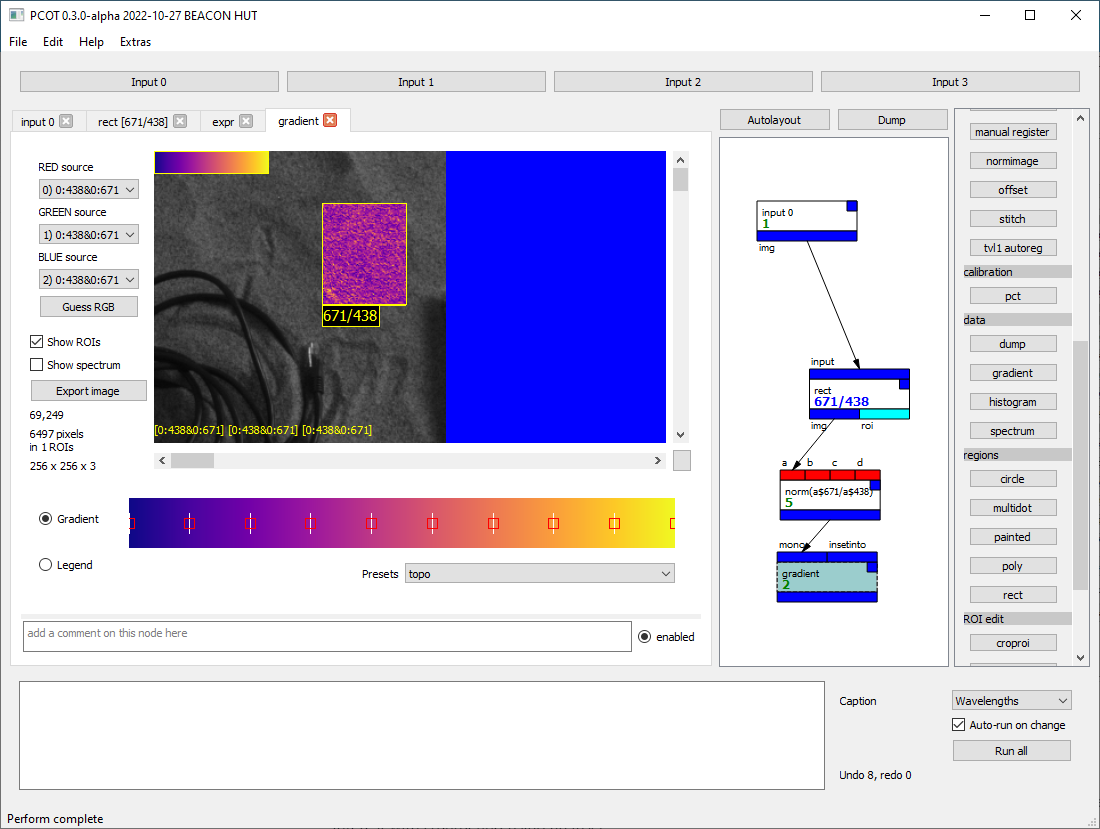 PCOT 0.3.0-alpha 2022-10-27 BEACON HUT
File Edit Help Extras
Input 0 Input 1 Input 2 Input 3
input 0 rect [671/438] expr gradient
Autolayout Dump
RED source
0) 0:438&0:671
GREEN source
1) 0:438&0:671
BLUE source
2) 0:438&0:671
Guess RGB
Show ROIs
Show spectrum
Export image
69,249
6497 pixels
in 1 ROIs
256 x 256 x 3
671/438
[0:438&0:671] [0:438&0:671] [0:438&0:671]
Gradient
Legend
Presets topo
add a comment on this node here
enabled
input 0
1
img
input
rect
671/438
img roi
a b c d
norm(a$671/a$438)
5
mono insetinto
gradient
2
manual register
normimage
offset
stitch
tvl1 autoreg
calibration
pct
data
dump
gradient
histogram
spectrum
regions
circle
multidot
painted
poly
rect
ROI edit
croproi
Caption Wavelengths
Auto-run on change
Run all
Undo 8, redo 0
Perform complete